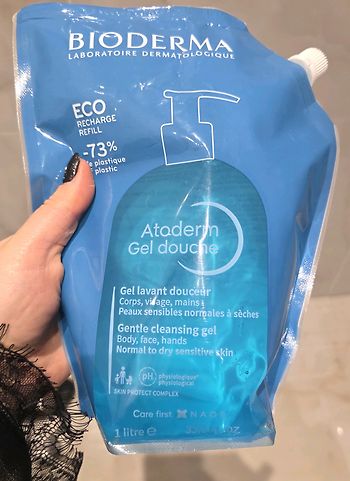 BIODERMA
LABORATOIRE DERMATOLOGIQUE
ECO
RECHARGE
REFILL
-73%
plastique
plastic
Atoderm
Gel douche
Gel lavant douceur
Corps, visage, mains
Peaux sensibles normales à sèches
Gentle cleansing gel
Body, face, hands
Normal to dry sensitive skin
pH physiologique*
physiological
SKIN PROTECT COMPLEX
Care first NAOS
1 litre e